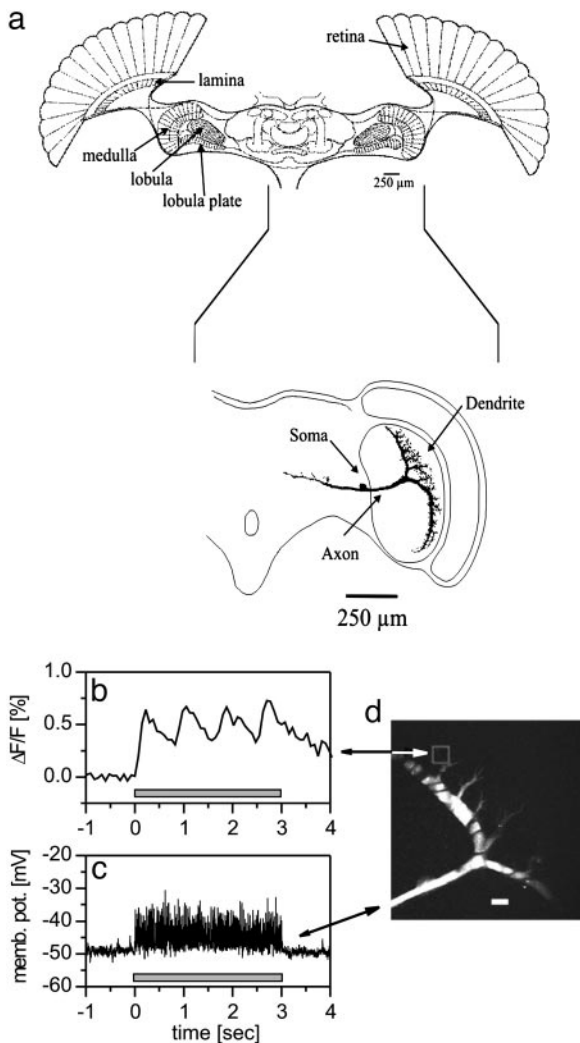 a
retina
lamina
medulla
lobula
lobula plate
250 µm
Dendrite
Soma
Axon
250 µm
b
ΔF/F [%]
1.0
0.5
0.0
-1 0 1 2 3 4
c
memb. pot. [mV]
-20
-30
-40
-50
-60
-1 0 1 2 3 4
time [sec]
d